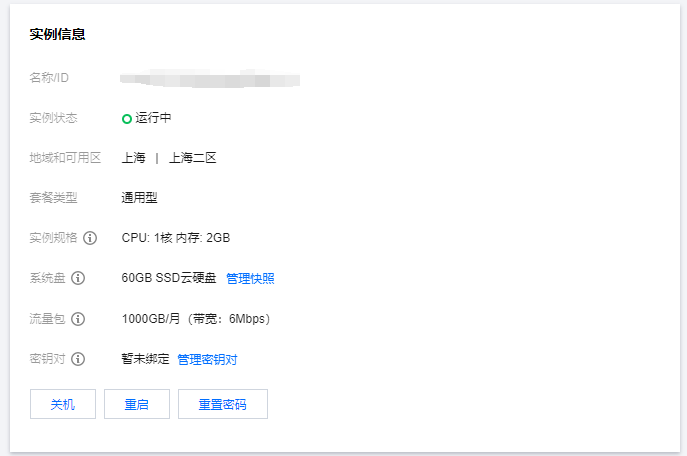 实例信息
名称/ID
实例状态 运行中
地域和可用区 上海 | 上海二区
套餐类型 通用型
实例规格 CPU: 1核 内存: 2GB
系统盘 60GB SSD云硬盘 管理快照
流量包 1000GB/月（带宽：6Mbps）
密钥对 暂未绑定 管理密钥对
关机 重启 重置密码